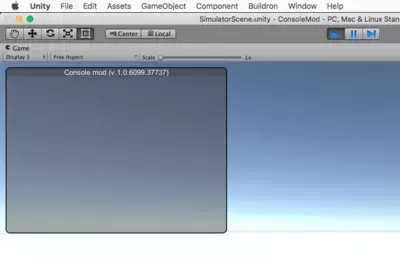 Unity File Edit Assets GameObject Component Buildron Window Help
SimulatorScene.unity - ConsoleMod - PC, Mac & Linux Stan
Center Local
Game
Display 1 Free Aspect Scale 1x
Console mod (v.1.0.6099.37737)